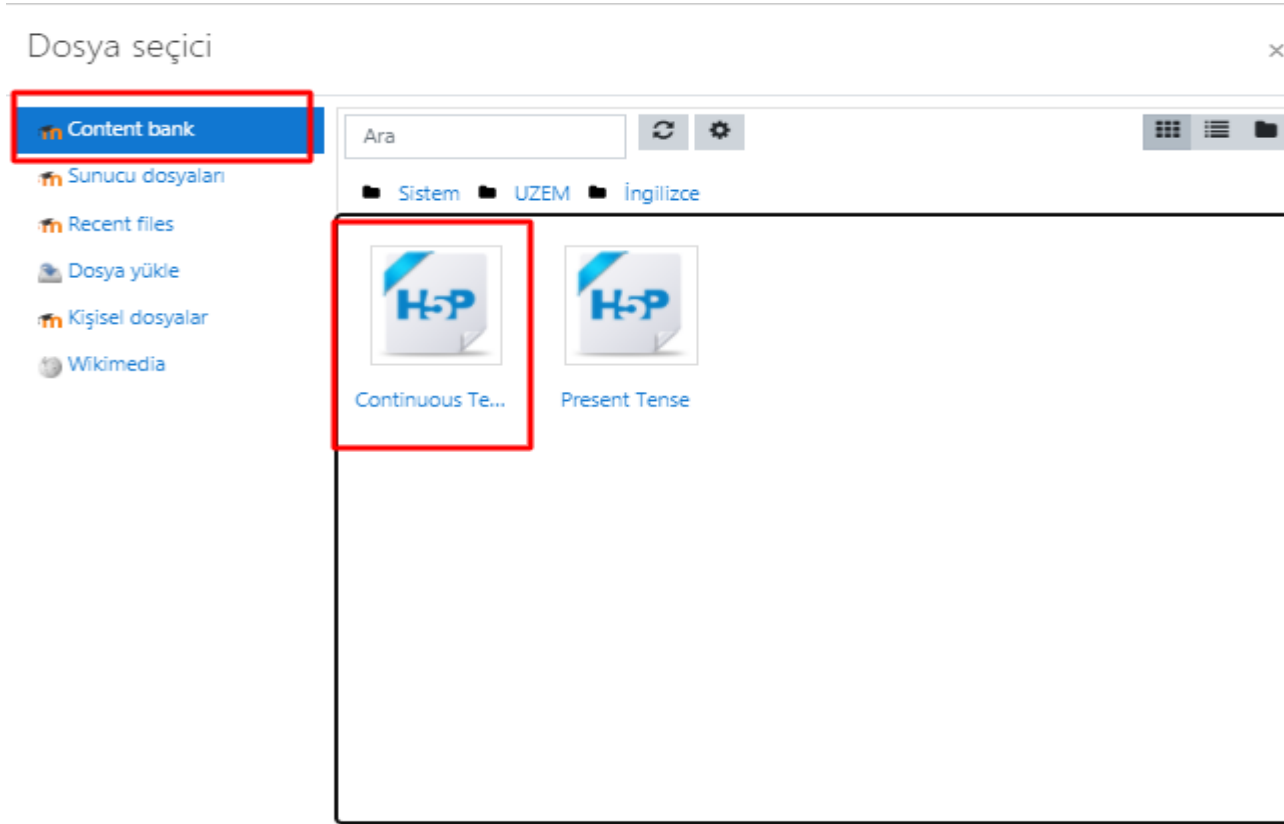 Dosya seçici
Content bank
Sunucu dosyaları
Recent files
Dosya yükle
Kişisel dosyalar
Wikimedia
Ara
Sistem UZEM İngilizce
H5P H5P
Continuous Te... Present Tense